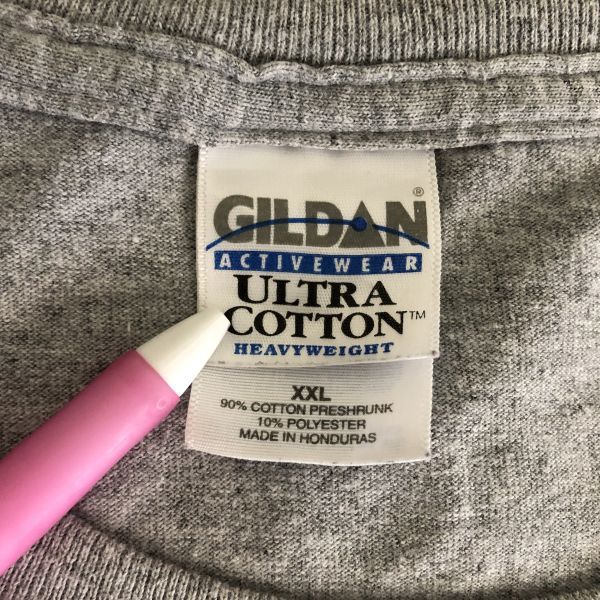 GILDAN®
ACTIVEWEAR
ULTRA
COTTON™
HEAVYWEIGHT
XXL
90% COTTON PRESHRUNK
10% POLYESTER
MADE IN HONDURAS